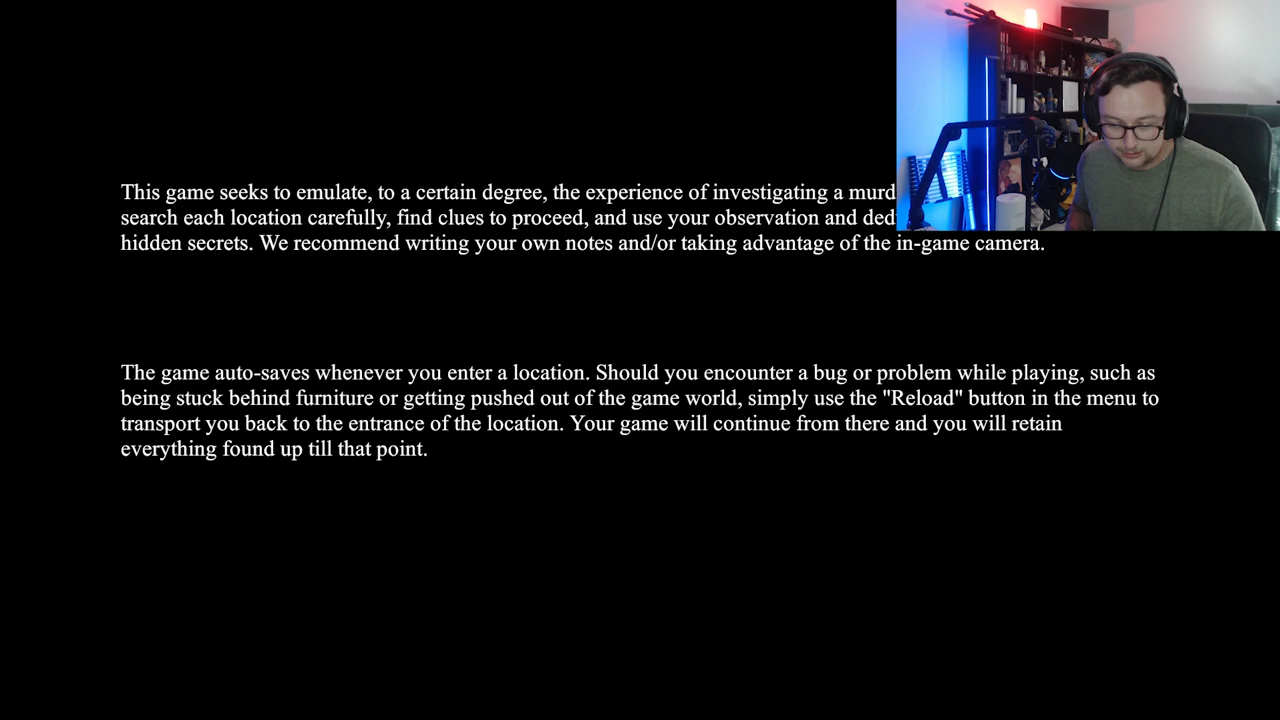 This game seeks to emulate, to a certain degree, the experience of investigating a
search each location carefully, find clues to proceed, and use your observation and
hidden secrets. We recommend writing your own notes and/or taking advantage of the in-game camera.
The game auto-saves whenever you enter a location. Should you encounter a bug or problem while playing, such as
being stuck behind furniture or getting pushed out of the game world, simply use the "Reload" button in the menu to
transport you back to the entrance of the location. Your game will continue from there and you will retain
everything found up till that point.